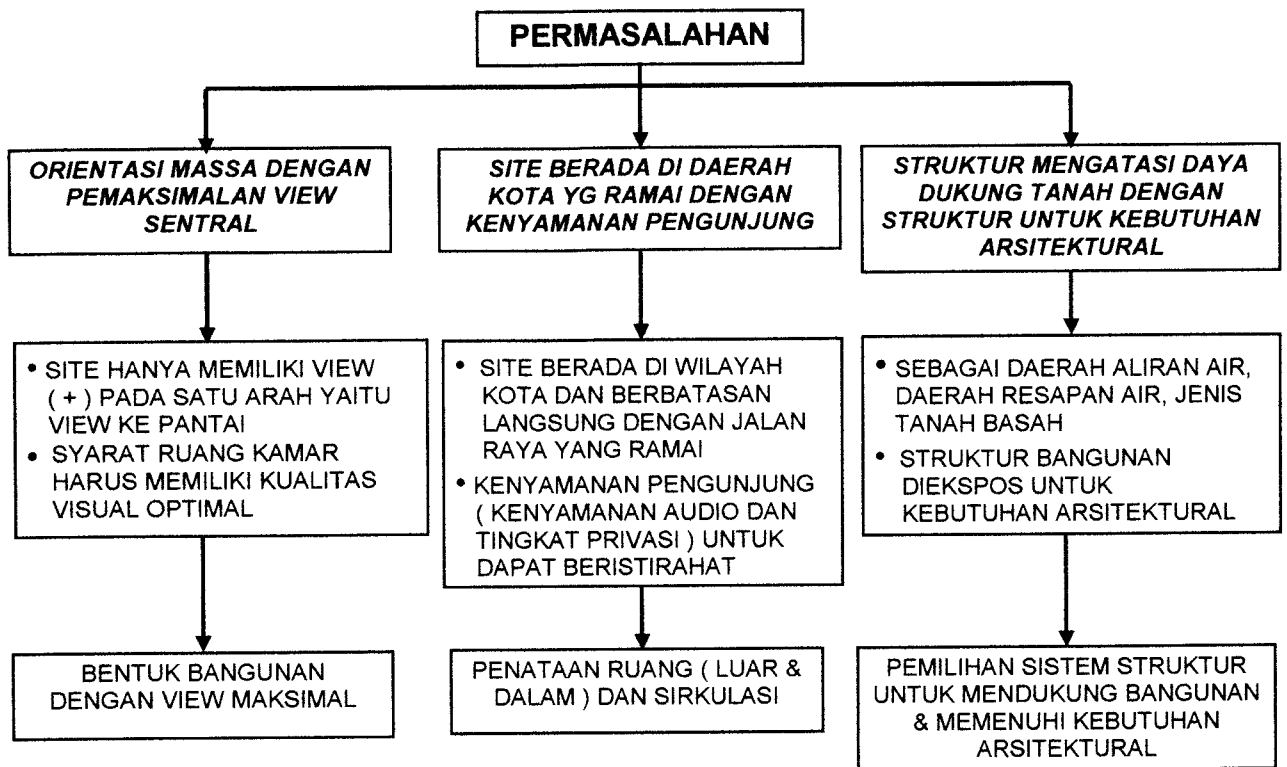 PERMASALAHAN
ORIENTASI MASSA DENGAN
PEMAKSIMALAN VIEW
SENTRAL
SITE BERADA DI DAERAH
KOTA YG RAMAI DENGAN
KENYAMANAN PENGUNJUNG
STRUKTUR MENGATASI DAYA
DUKUNG TANAH DENGAN
STRUKTUR UNTUK KEBUTUHAN
ARSITEKTURAL
• SITE HANYA MEMILIKI VIEW
( + ) PADA SATU ARAH YAITU
VIEW KE PANTAI
• SYARAT RUANG KAMAR
HARUS MEMILIKI KUALITAS
VISUAL OPTIMAL
• SITE BERADA DI WILAYAH
KOTA DAN BERBATASAN
LANGSUNG DENGAN JALAN
RAYA YANG RAMAI
• KENYAMANAN PENGUNJUNG
( KENYAMANAN AUDIO DAN
TINGKAT PRIVASI ) UNTUK
DAPAT BERISTIRAHAT
• SEBAGAI DAERAH ALIRAN AIR,
DAERAH RESAPAN AIR, JENIS
TANAH BASAH
• STRUKTUR BANGUNAN
DIEKSPOS UNTUK
KEBUTUHAN ARSITEKTURAL
BENTUK BANGUNAN
DENGAN VIEW MAKSIMAL
PENATAAN RUANG ( LUAR &
DALAM ) DAN SIRKULASI
PEMILIHAN SISTEM STRUKTUR
UNTUK MENDUKUNG BANGUNAN
& MEMENUHI KEBUTUHAN
ARSITEKTURAL